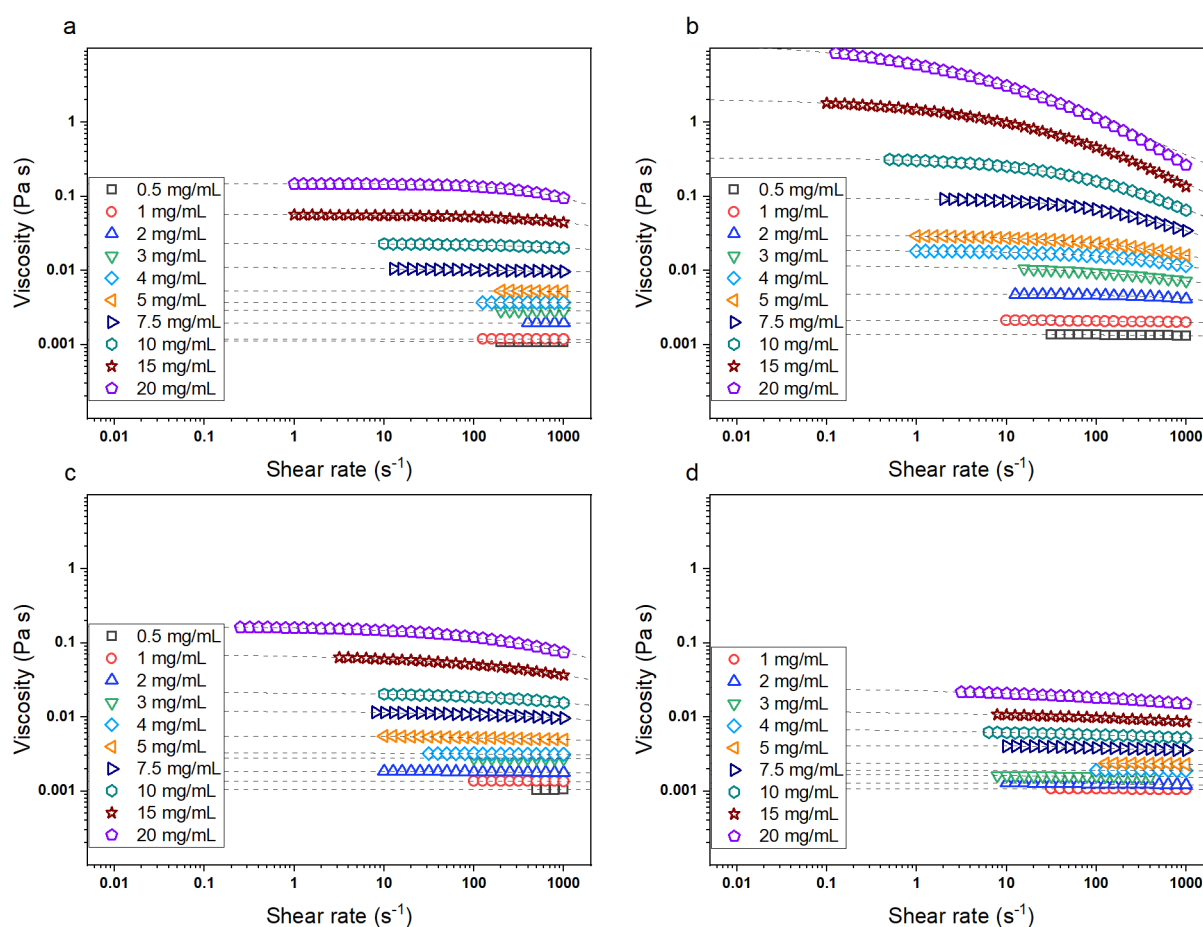 a
Viscosity (Pa s)
1
0.1
0.01
0.001
0.5 mg/mL
1 mg/mL
2 mg/mL
3 mg/mL
4 mg/mL
5 mg/mL
7.5 mg/mL
10 mg/mL
15 mg/mL
20 mg/mL
0.01 0.1 1 10 100 1000
Shear rate (s⁻¹)
b
Viscosity (Pa s)
1
0.1
0.01
0.001
0.5 mg/mL
1 mg/mL
2 mg/mL
3 mg/mL
4 mg/mL
5 mg/mL
7.5 mg/mL
10 mg/mL
15 mg/mL
20 mg/mL
0.01 0.1 1 10 100 1000
Shear rate (s⁻¹)
c
Viscosity (Pa s)
1
0.1
0.01
0.001
0.5 mg/mL
1 mg/mL
2 mg/mL
3 mg/mL
4 mg/mL
5 mg/mL
7.5 mg/mL
10 mg/mL
15 mg/mL
20 mg/mL
0.01 0.1 1 10 100 1000
Shear rate (s⁻¹)
d
Viscosity (Pa s)
1
0.1
0.01
0.001
1 mg/mL
2 mg/mL
3 mg/mL
4 mg/mL
5 mg/mL
7.5 mg/mL
10 mg/mL
15 mg/mL
20 mg/mL
0.01 0.1 1 10 100 1000
Shear rate (s⁻¹)